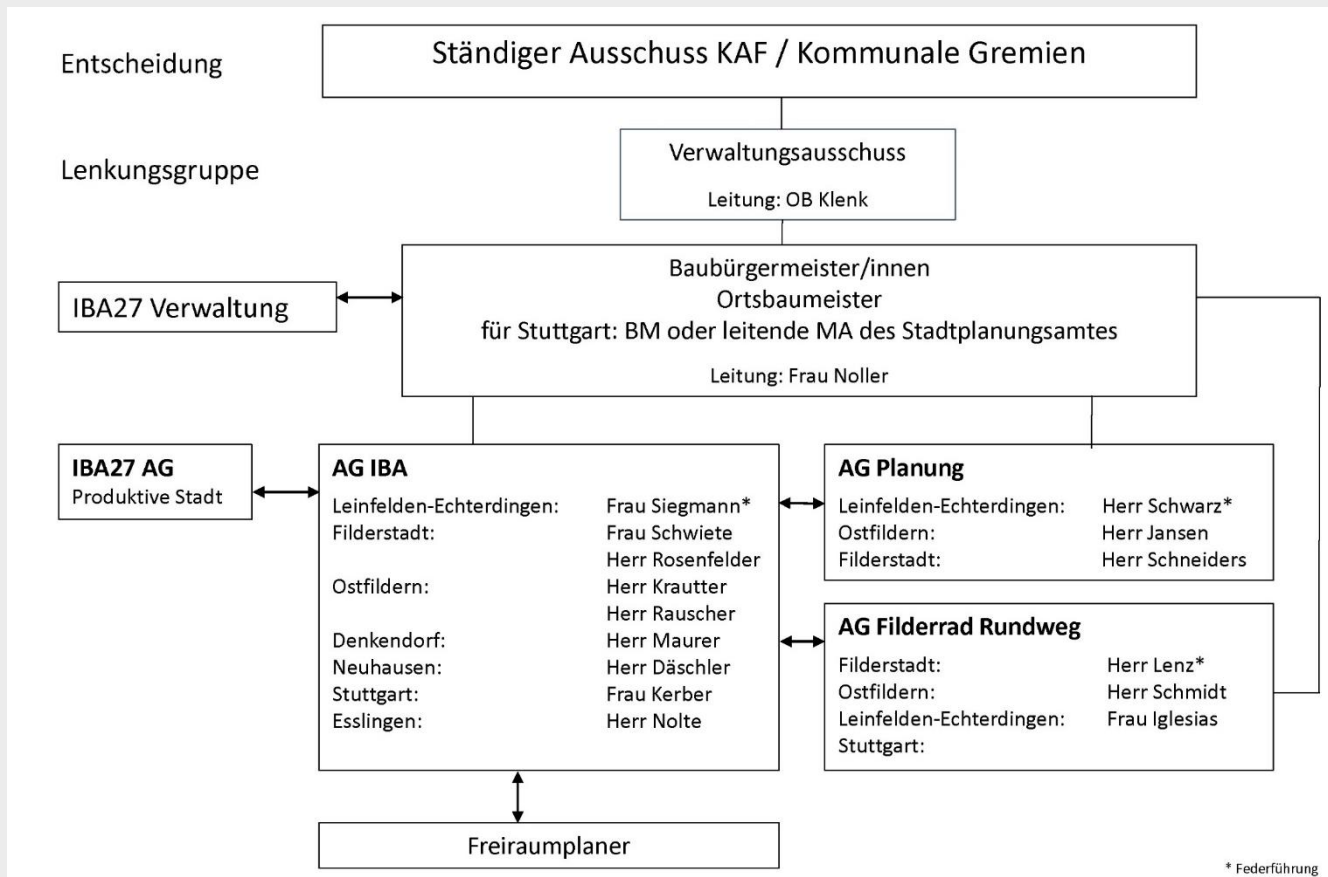 Entscheidung
Ständiger Ausschuss KAF / Kommunale Gremien
Lenkungsgruppe
Verwaltungsausschuss
Leitung: OB Klenk
IBA27 Verwaltung
Baubürgermeister/innen
Ortsbaumeister
für Stuttgart: BM oder leitende MA des Stadtplanungsamtes
Leitung: Frau Noller
IBA27 AG
Produktive Stadt
AG IBA
Leinfelden-Echterdingen: Frau Siegmann*
Filderstadt: Frau Schwiete
Herr Rosenfelder
Ostfildern: Herr Krautter
Herr Rauscher
Denkendorf: Herr Maurer
Neuhausen: Herr Däschler
Stuttgart: Frau Kerber
Esslingen: Herr Nolte
AG Planung
Leinfelden-Echterdingen: Herr Schwarz*
Ostfildern: Herr Jansen
Filderstadt: Herr Schneiders
AG Filderrad Rundweg
Filderstadt: Herr Lenz*
Ostfildern: Herr Schmidt
Leinfelden-Echterdingen: Frau Iglesias
Stuttgart:
Freiraumplaner
* Federführung